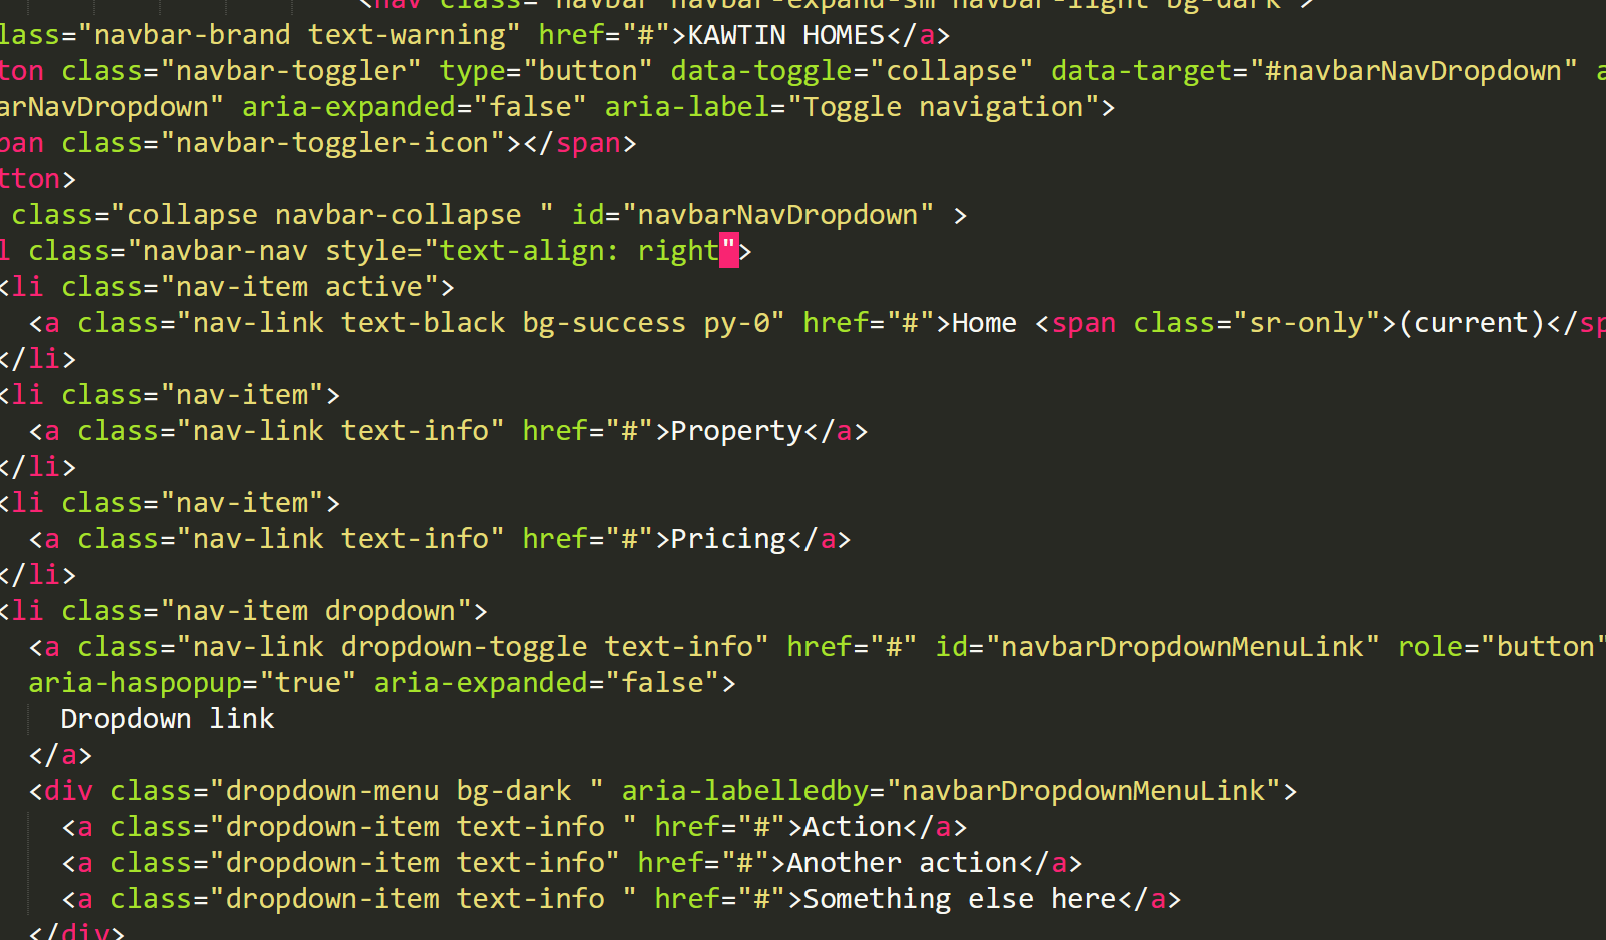 <nav class="navbar navbar-expand-sm navbar-light bg-dark">
lass="navbar-brand text-warning" href="#">KAWTIN HOMES</a>
ton class="navbar-toggler" type="button" data-toggle="collapse" data-target="#navbarNavDropdown" a
arNavDropdown" aria-expanded="false" aria-label="Toggle navigation">
pan class="navbar-toggler-icon"></span>
tton>
class="collapse navbar-collapse " id="navbarNavDropdown" >
l class="navbar-nav style="text-align: right">
<li class="nav-item active">
<a class="nav-link text-black bg-success py-0" href="#">Home <span class="sr-only">(current)</sp
</li>
<li class="nav-item">
<a class="nav-link text-info" href="#">Property</a>
</li>
<li class="nav-item">
<a class="nav-link text-info" href="#">Pricing</a>
</li>
<li class="nav-item dropdown">
<a class="nav-link dropdown-toggle text-info" href="#" id="navbarDropdownMenuLink" role="button"
aria-haspopup="true" aria-expanded="false">
Dropdown link
</a>
<div class="dropdown-menu bg-dark " aria-labelledby="navbarDropdownMenuLink">
<a class="dropdown-item text-info " href="#">Action</a>
<a class="dropdown-item text-info" href="#">Another action</a>
<a class="dropdown-item text-info " href="#">Something else here</a>
</div>